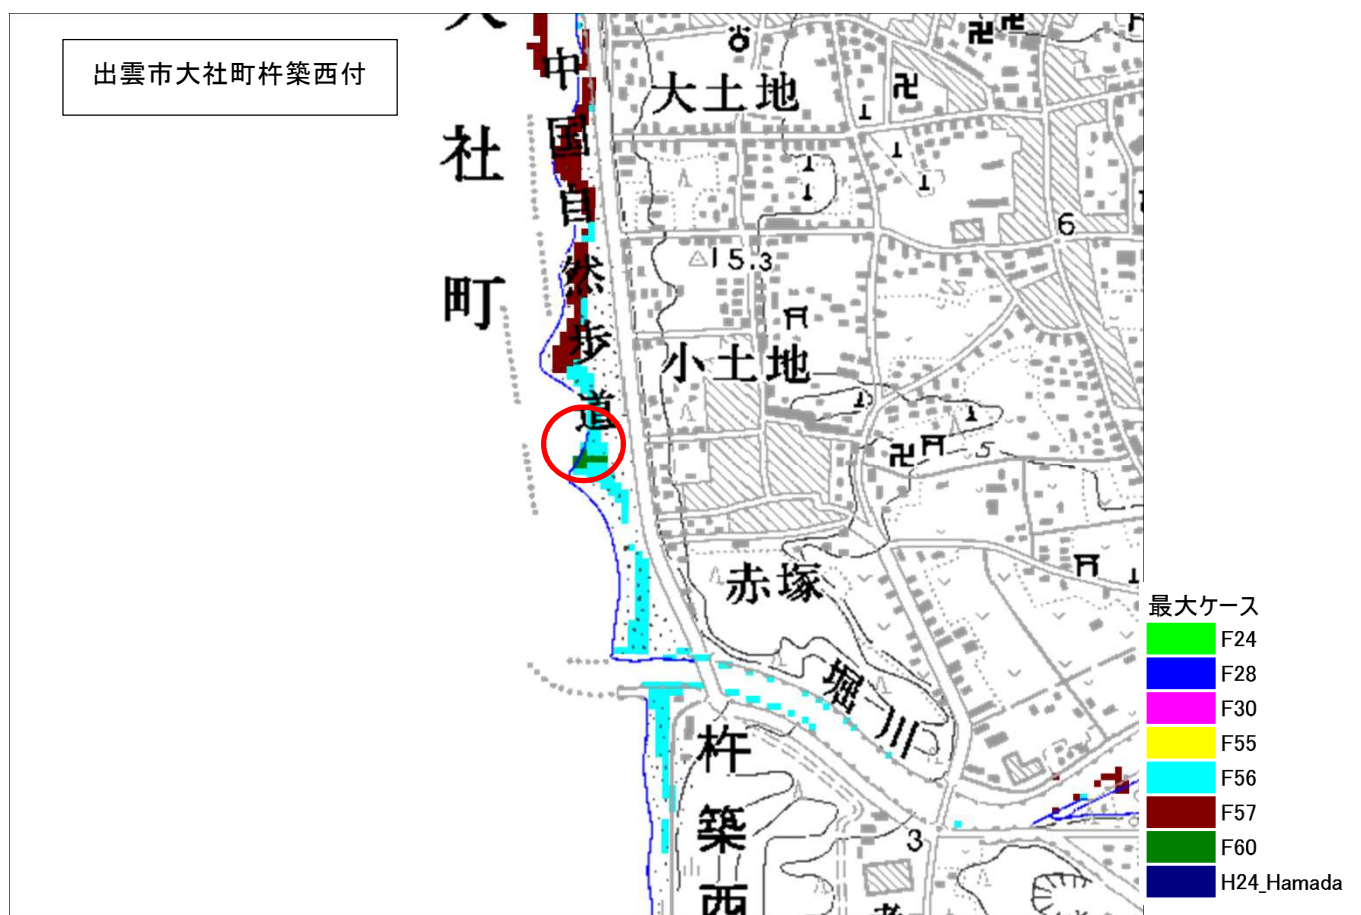 出雲市大社町杵築西付
大社町
中国自然歩道
大土地
15.3
6
小土地
5
赤塚
堀川
杵築西
3
最大ケース
F24
F28
F30
F55
F56
F57
F60
H24_Hamada